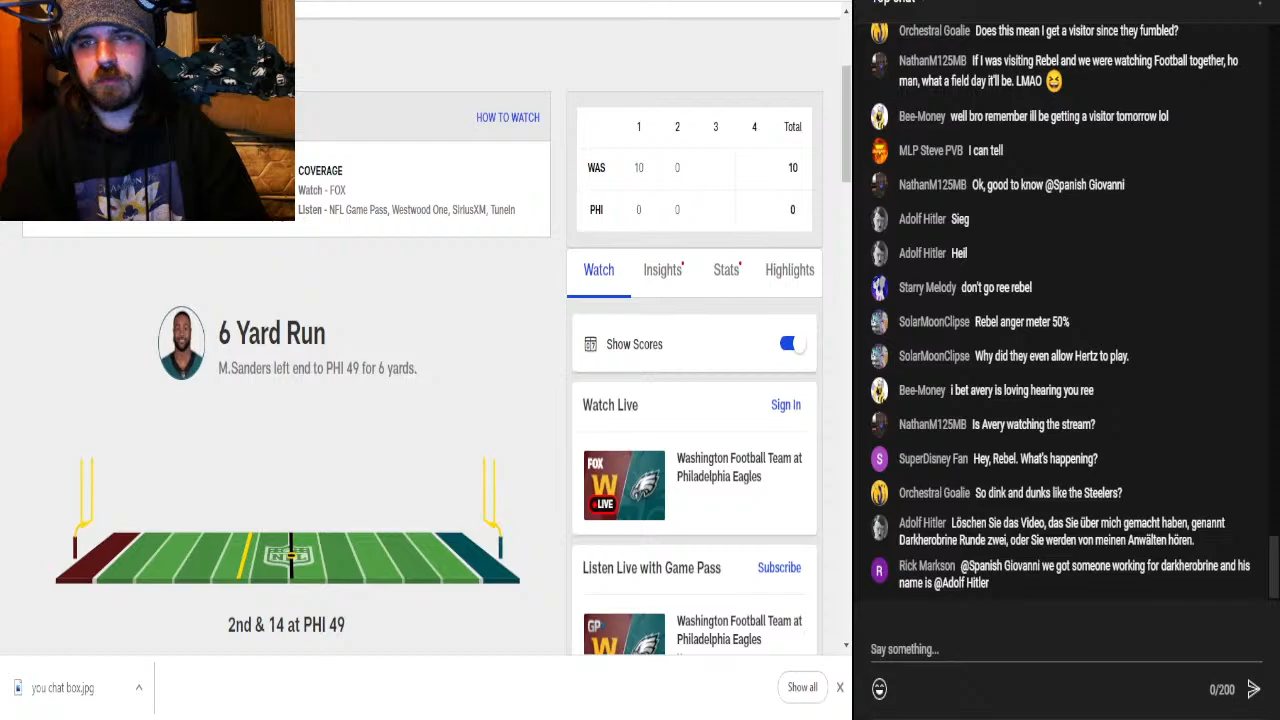 Top chat
Orchestral Goalie Does this mean I get a visitor since they fumbled?
NathanM125MB If I was visiting Rebel and we were watching Football together, ho
man, what a field day it'll be. LMAO 😆
Bee-Money well bro remember ill be getting a visitor tomorrow lol
MLP Steve PVB I can tell
NathanM125MB Ok, good to know @Spanish Giovanni
Adolf Hitler Sieg
Adolf Hitler Heil
Starry Melody don't go ree rebel
SolarMoonClipse Rebel anger meter 50%
SolarMoonClipse Why did they even allow Hertz to play.
Bee-Money i bet avery is loving hearing you ree
NathanM125MB Is Avery watching the stream?
S
SuperDisney Fan Hey, Rebel. What's happening?
Orchestral Goalie So dink and dunks like the Steelers?
Adolf Hitler Löschen Sie das Video, das Sie über mich gemacht haben, genannt
Darkherobrine Runde zwei, oder Sie werden von meinen Anwälten hören.
R
Rick Markson @Spanish Giovanni we got someone working for darkherobrine and his
name is @Adolf Hitler
Say something...
0/200
HOW TO WATCH
COVERAGE
Watch - FOX
Listen - NFL Game Pass, Westwood One, SiriusXM, TuneIn
1 2 3 4 Total
WAS 10 0 10
PHI 0 0 0
Watch Insights Stats Highlights
Show Scores
Watch Live Sign In
FOX
W
LIVE
Washington Football Team at
Philadelphia Eagles
Listen Live with Game Pass Subscribe
GP
W
Washington Football Team at
Philadelphia Eagles
6 Yard Run
M.Sanders left end to PHI 49 for 6 yards.
NFL
2nd & 14 at PHI 49
you chat box.jpg
Show all
X